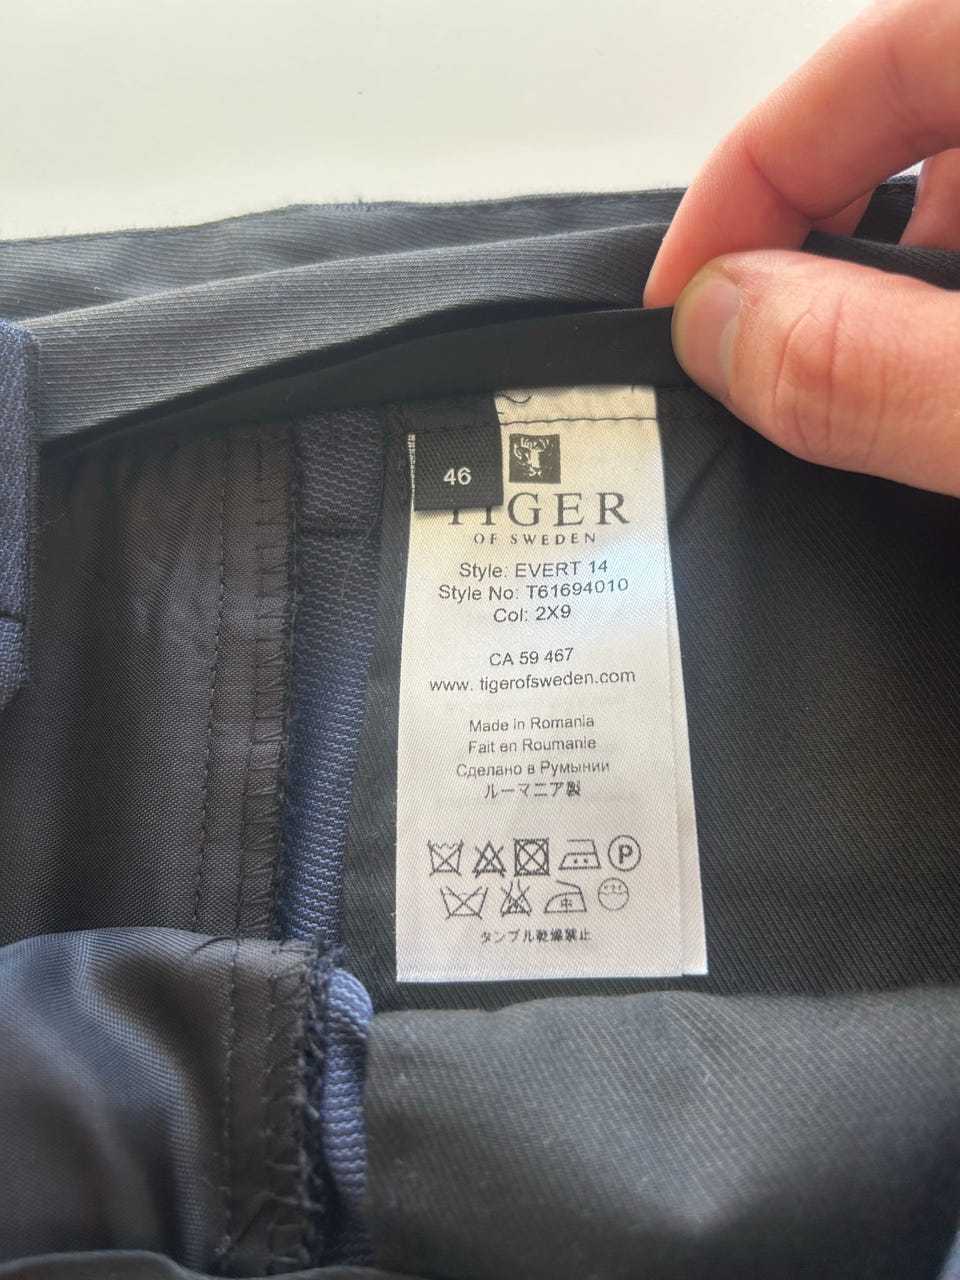 46
TIGER
OF SWEDEN
Style: EVERT 14
Style No: T61694010
Col: 2X9
CA 59 467
www. tigerofsweden.com
Made in Romania
Fait en Roumanie
Сделано в Румынии
ルーマニア製
P
タンブル乾燥禁止